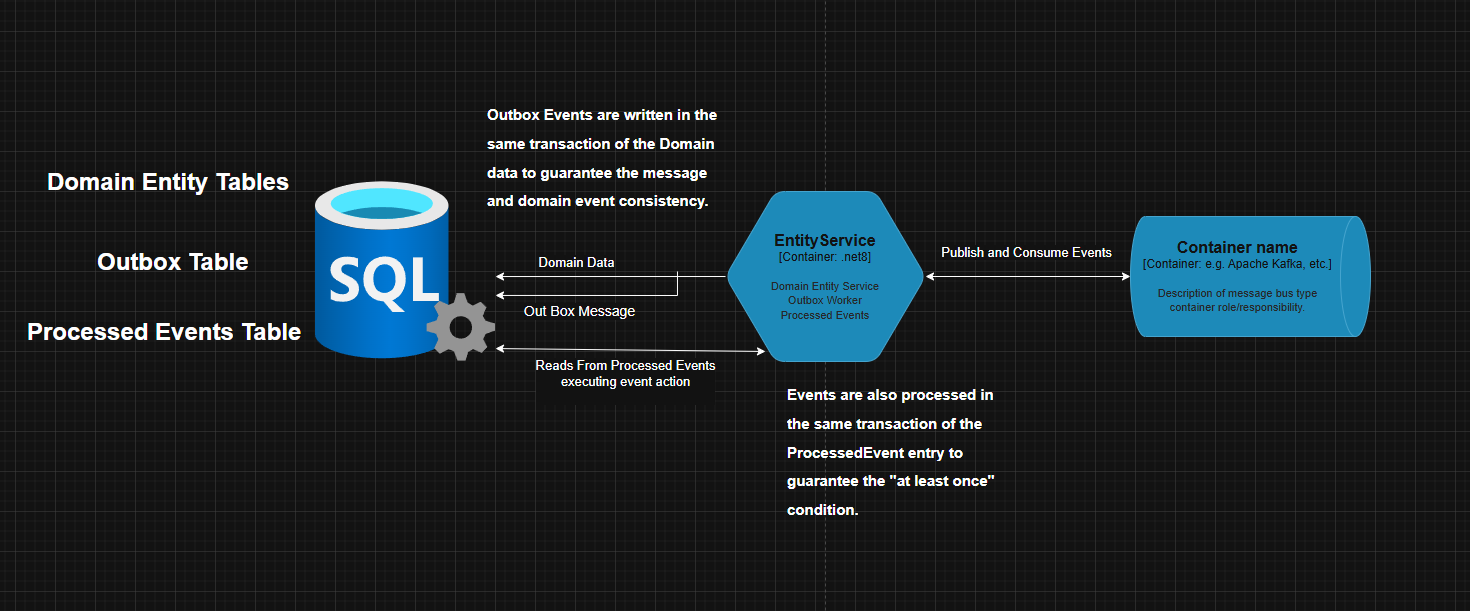 Outbox Events are written in the
same transaction of the Domain
data to guarantee the message
and domain event consistency.
Domain Entity Tables
Outbox Table
Processed Events Table
SQL
Domain Data
Out Box Message
Reads From Processed Events
executing event action
EntityService
[Container: .net8]
Domain Entity Service
Outbox Worker
Processed Events
Publish and Consume Events
Container name
[Container: e.g. Apache Kafka, etc.]
Description of message bus type
container role/responsibility.
Events are also processed in
the same transaction of the
ProcessedEvent entry to
guarantee the "at least once"
condition.